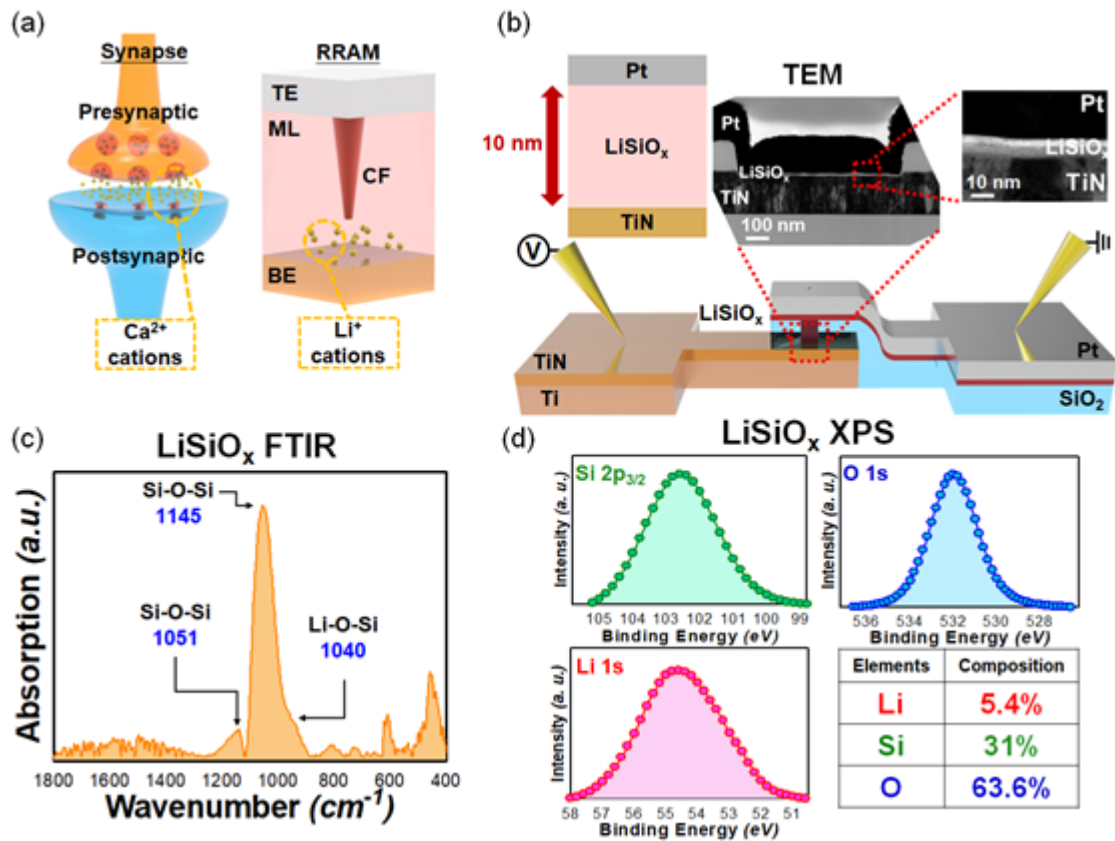 (a)
Synapse
Presynaptic
Postsynaptic
Ca²⁺
cations
RRAM
TE
ML
CF
BE
Li⁺
cations
(b)
Pt
10 nm
LiSiOₓ
TiN
TEM
Pt
LiSiOₓ
TiN
100 nm
Pt
LiSiOₓ
TiN
10 nm
V
LiSiOₓ
TiN
Ti
Pt
SiO₂
(c)
LiSiOₓ FTIR
Absorption (a.u.)
Si-O-Si
1145
Si-O-Si
1051
Li-O-Si
1040
1800 1600 1400 1200 1000 800 600 400
Wavenumber (cm⁻¹)
(d)
LiSiOₓ XPS
Si 2p₃/₂
Intensity (a. u.)
105 104 103 102 101 100 99
Binding Energy (eV)
O 1s
Intensity (a. u.)
536 534 532 530 528
Binding Energy (eV)
Li 1s
Intensity (a. u.)
58 57 56 55 54 53 52 51
Binding Energy (eV)
Elements Composition
Li 5.4%
Si 31%
O 63.6%